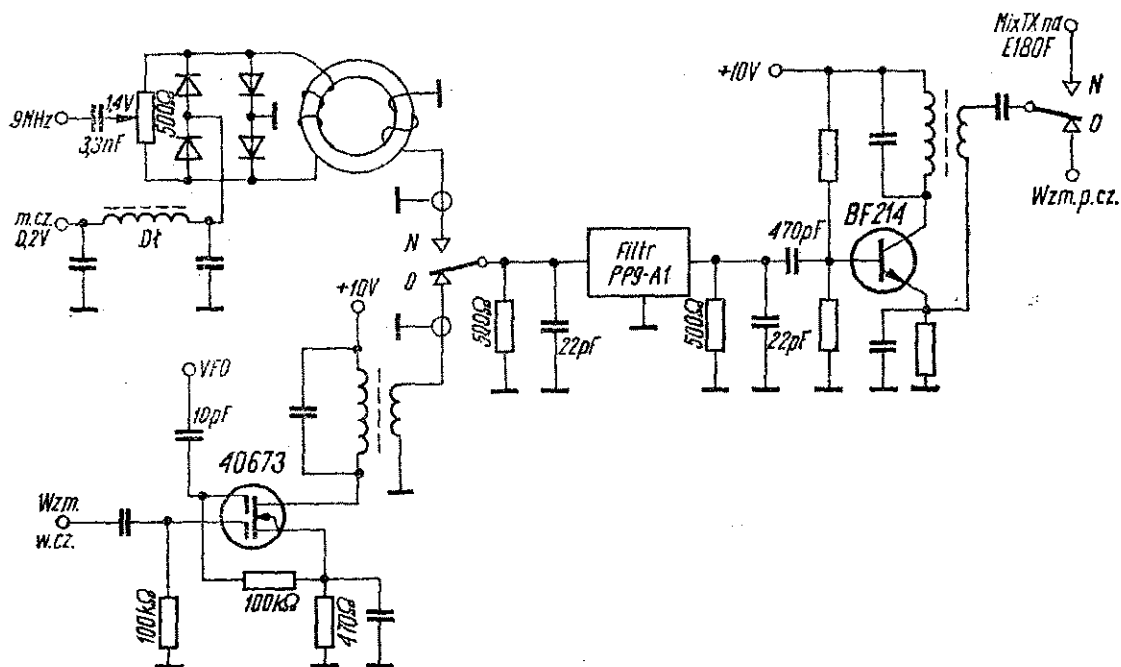 MixTX na
E180F
+10V
N
0
Wzm.p.cz.
9MHz
3,3nF
1,4V
500Ω
m.cz.
0,2V
Dł
N
0
+10V
VFO
10pF
40673
Wzm.
w.cz.
100kΩ
100kΩ
470Ω
500Ω
22pF
Filtr
PP9-A1
500Ω
22pF
470pF
BF214